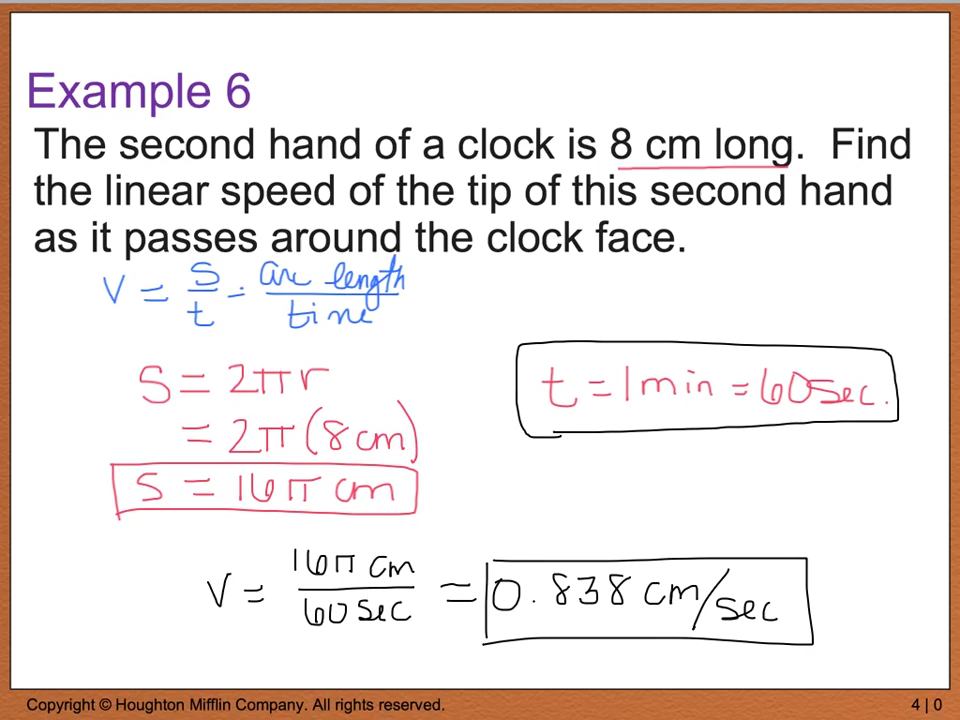 Example 6
The second hand of a clock is 8 cm long. Find
the linear speed of the tip of this second hand
as it passes around the clock face.
V = s/t = arc length/time
S = 2πr
= 2π(8cm)
S = 16π cm
t = 1 min = 60 sec.
V = 16π cm/60 sec = 0.838 cm/sec
Copyright © Houghton Mifflin Company. All rights reserved.
4 | 0